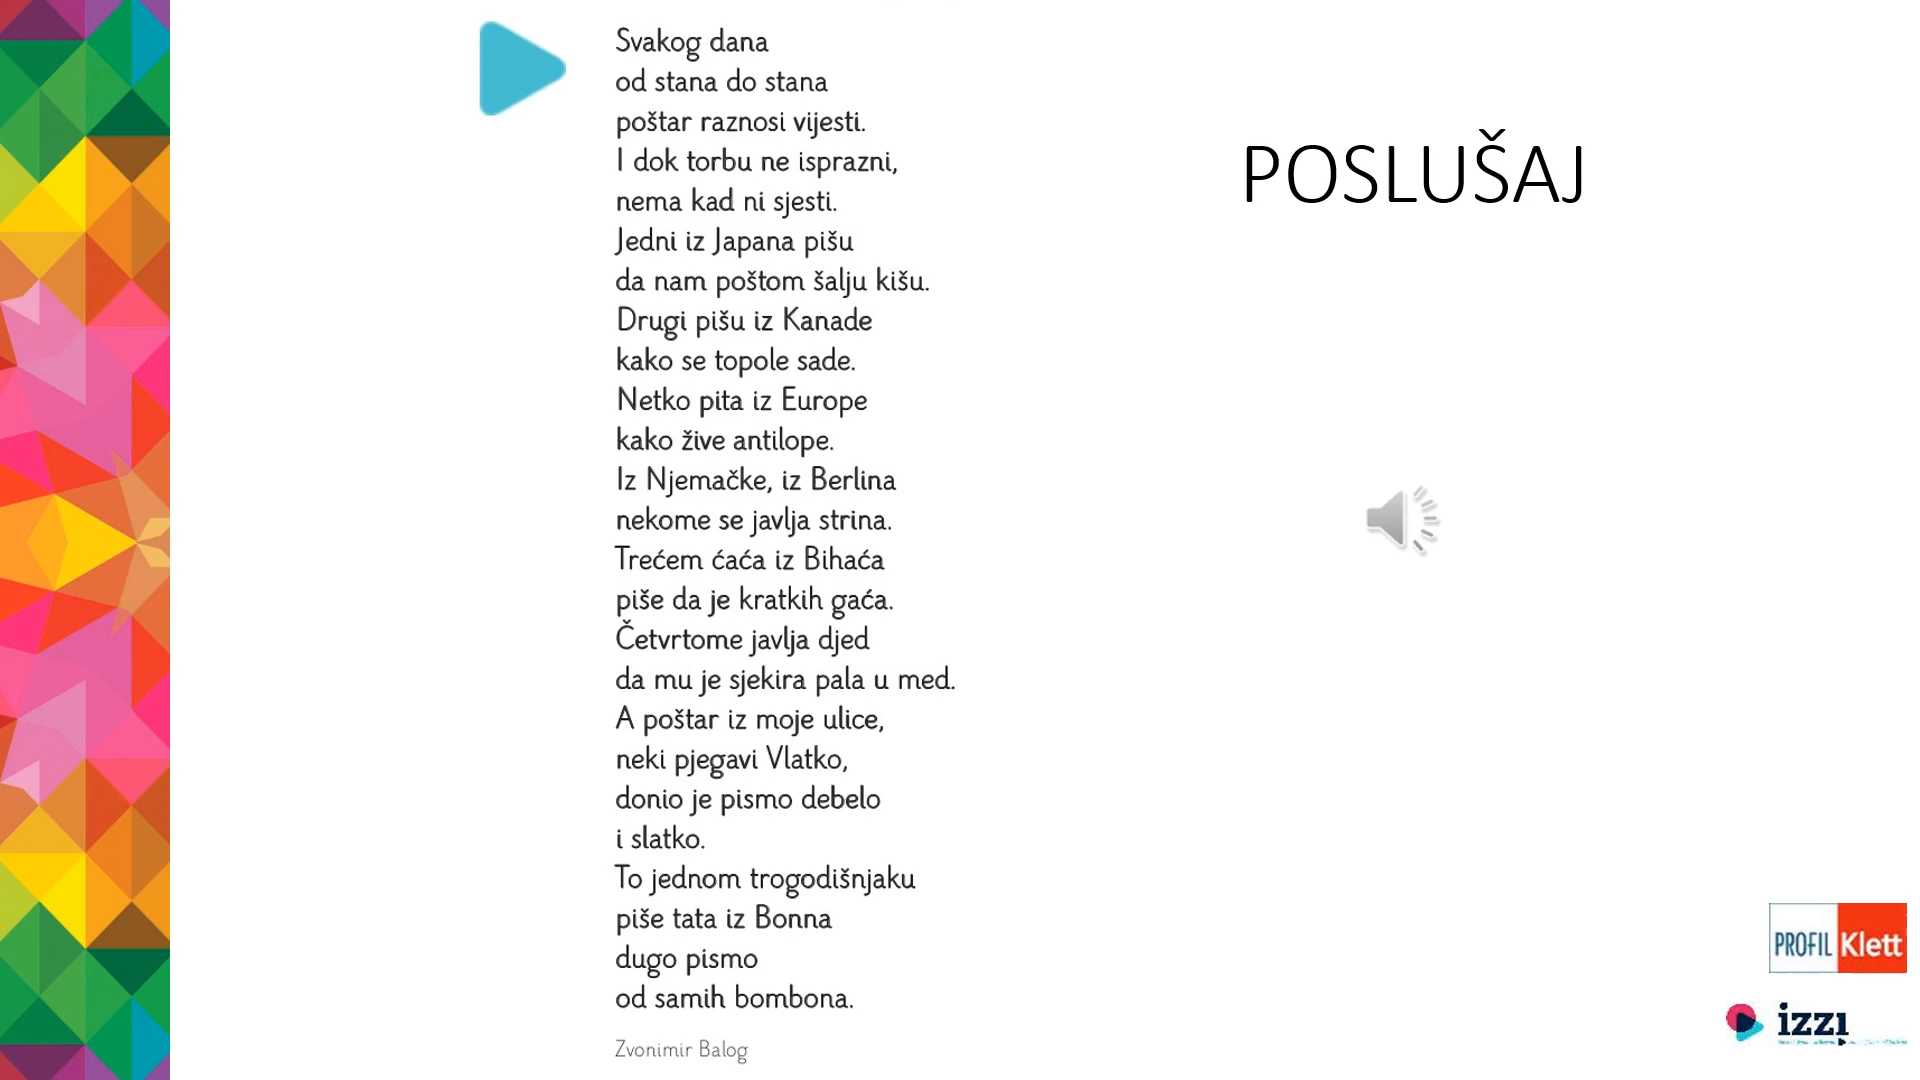 Svakog dana
od stana do stana
poštar raznosi vijesti.
I dok torbu ne isprazni,
nema kad ni sjesti.
Jedni iz Japana pišu
da nam poštom šalju kišu.
Drugi pišu iz Kanade
kako se topole sade.
Netko pita iz Europe
kako žive antilope.
Iz Njemačke, iz Berlina
nekome se javlja strina.
Trećem ćaća iz Bihaća
piše da je kratkih gaća.
Četvrtome javlja djed
da mu je sjekira pala u med.
A poštar iz moje ulice,
neki pjegavi Vlatko,
donio je pismo debelo
i slatko.
To jednom trogodišnjaku
piše tata iz Bonna
dugo pismo
od samih bombona.
Zvonimir Balog
POSLUŠAJ
PROFIL Klett
izzi